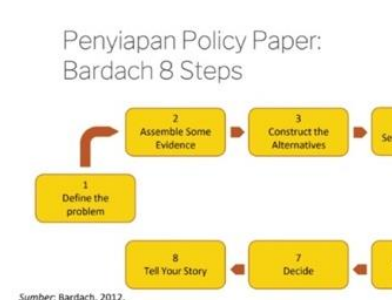 Penyiapan Policy Paper:
Bardach 8 Steps
1
Define the
problem
2
Assemble Some
Evidence
3
Construct the
Alternatives
8
Tell Your Story
7
Decide
Sumber: Bardach, 2012.